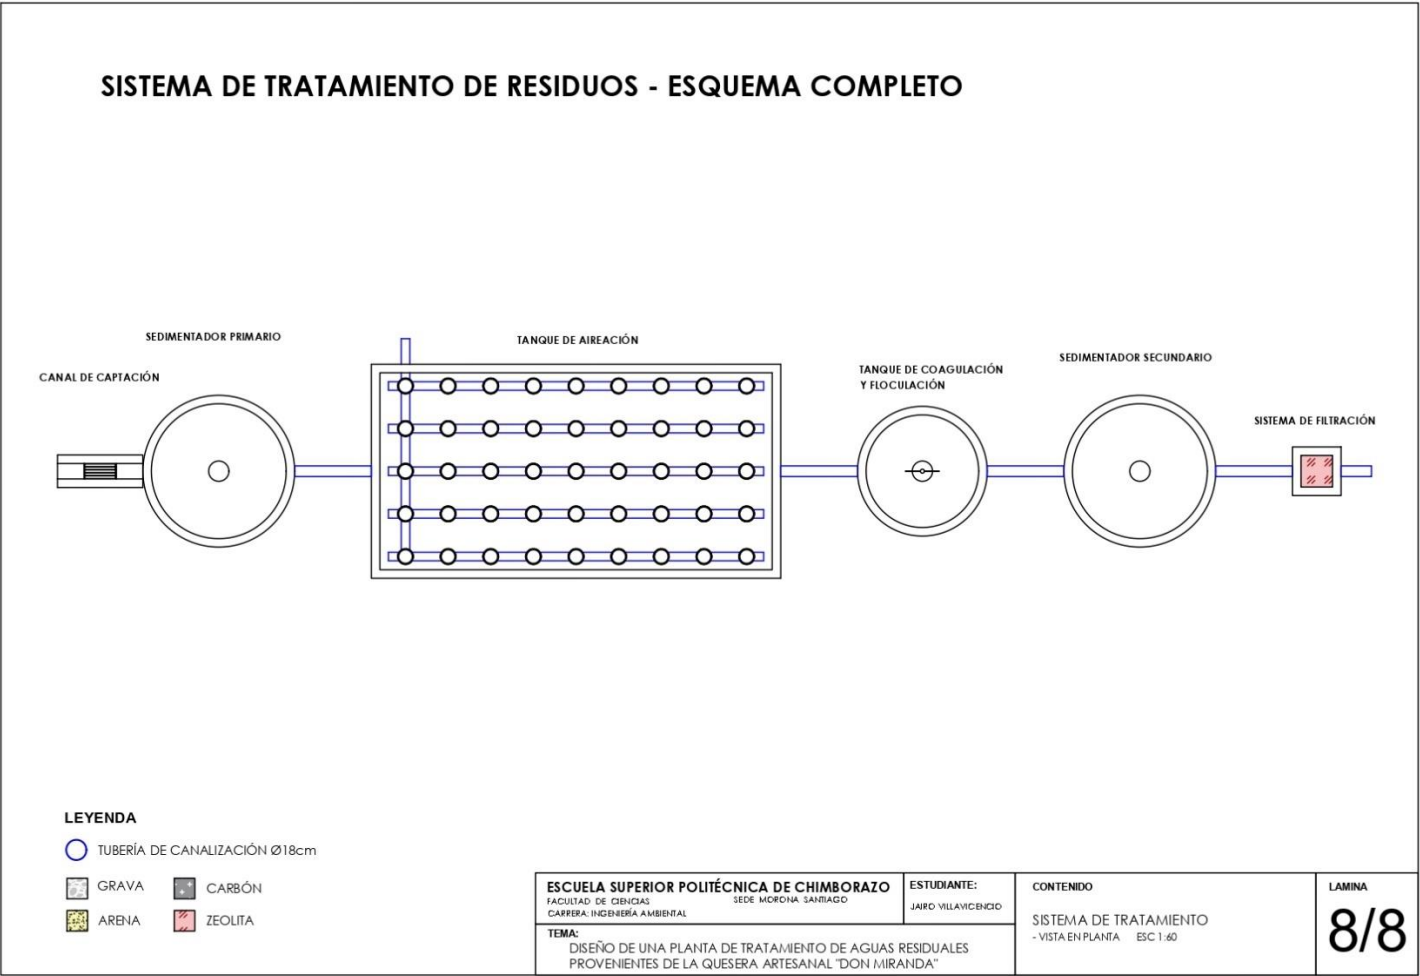 SISTEMA DE TRATAMIENTO DE RESIDUOS - ESQUEMA COMPLETO
SEDIMENTADOR PRIMARIO
TANQUE DE AIREACIÓN
CANAL DE CAPTACIÓN
TANQUE DE COAGULACIÓN
Y FLOCULACIÓN
SEDIMENTADOR SECUNDARIO
SISTEMA DE FILTRACIÓN
LEYENDA
TUBERÍA DE CANALIZACIÓN Ø18cm
GRAVA
CARBÓN
ARENA
ZEOLITA
ESCUELA SUPERIOR POLITÉCNICA DE CHIMBORAZO
FACULTAD DE CIENCIAS SEDE MORONA SANTIAGO
CARRERA: INGENIERÍA AMBIENTAL
ESTUDIANTE:
JAIRO VILLAVICENCIO
TEMA:
DISEÑO DE UNA PLANTA DE TRATAMIENTO DE AGUAS RESIDUALES
PROVENIENTES DE LA QUESERA ARTESANAL "DON MIRANDA"
CONTENIDO
SISTEMA DE TRATAMIENTO
- VISTA EN PLANTA ESC 1:60
LAMINA
8/8